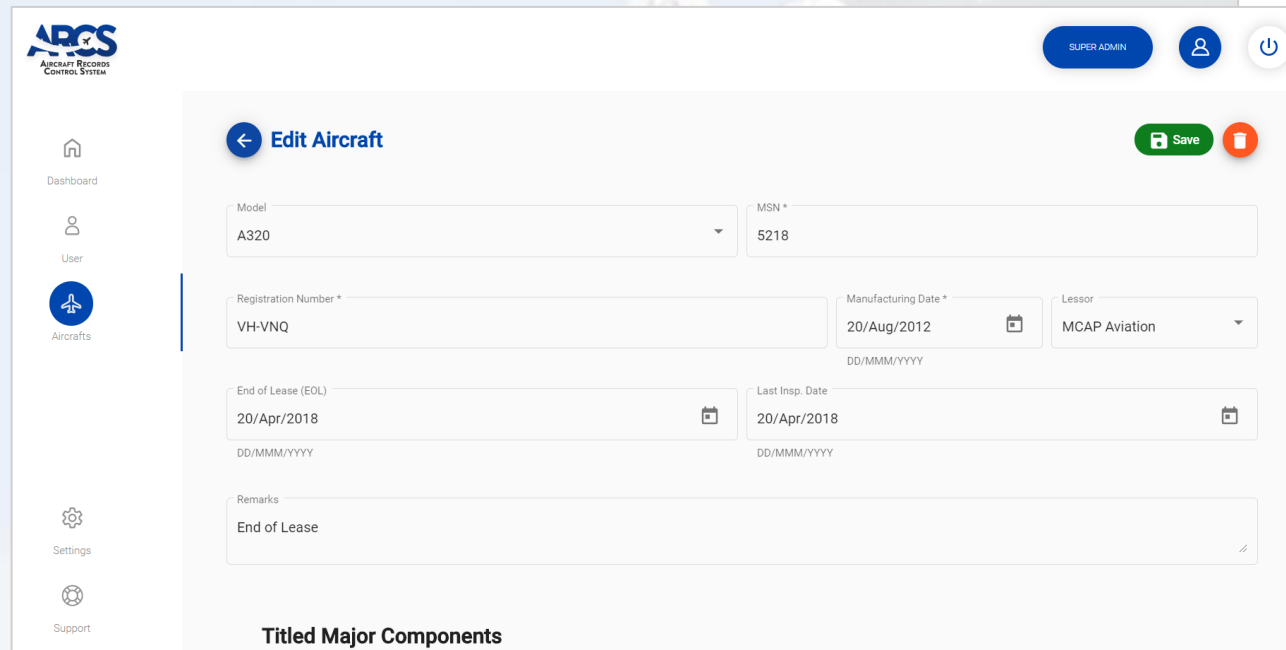 ARCS
AIRCRAFT RECORDS
CONTROL SYSTEM
SUPER ADMIN
Edit Aircraft
Save
Dashboard
User
Aircrafts
Settings
Support
Model
A320
MSN *
5218
Registration Number *
VH-VNQ
Manufacturing Date *
20/Aug/2012
DD/MMM/YYYY
Lessor
MCAP Aviation
End of Lease (EOL)
20/Apr/2018
DD/MMM/YYYY
Last Insp. Date
20/Apr/2018
DD/MMM/YYYY
Remarks
End of Lease
Titled Major Components